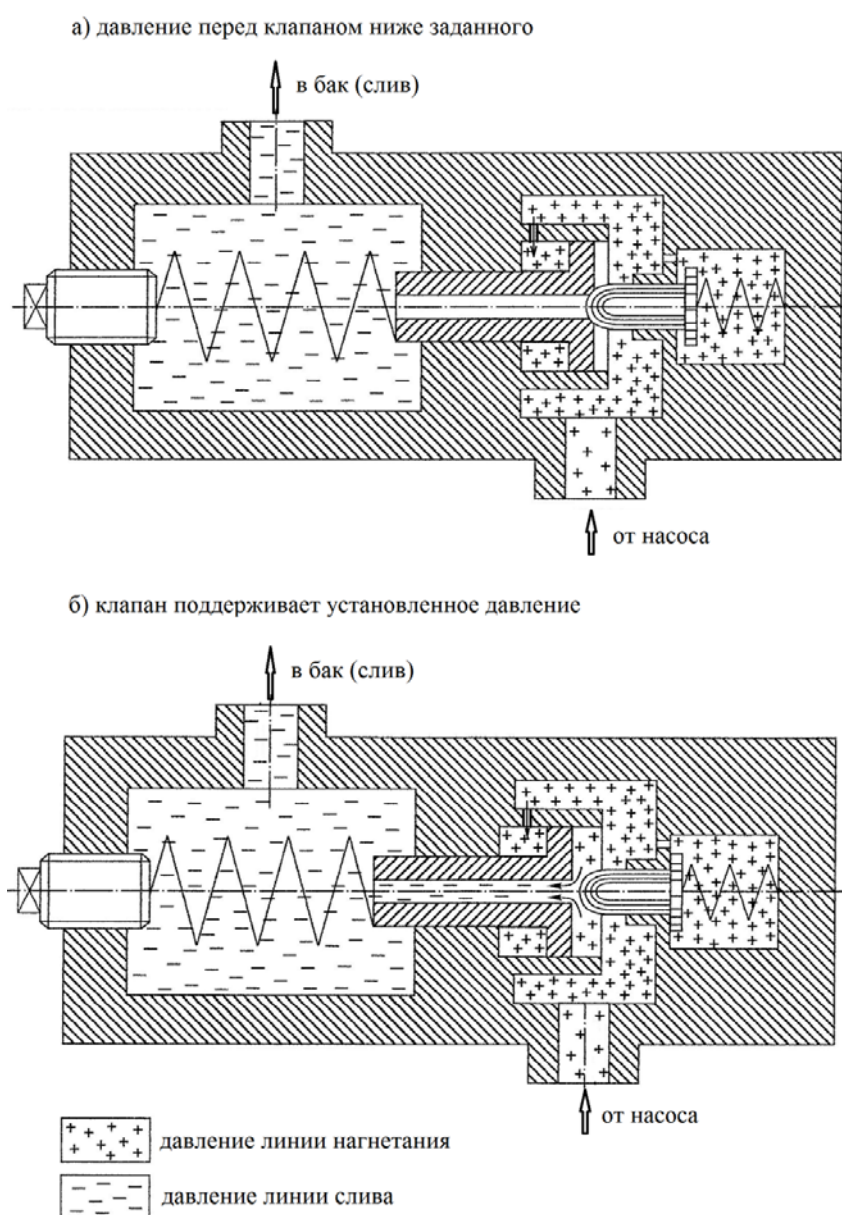 а) давление перед клапаном ниже заданного
в бак (слив)
от насоса
б) клапан поддерживает установленное давление
в бак (слив)
от насоса
давление линии нагнетания
давление линии слива